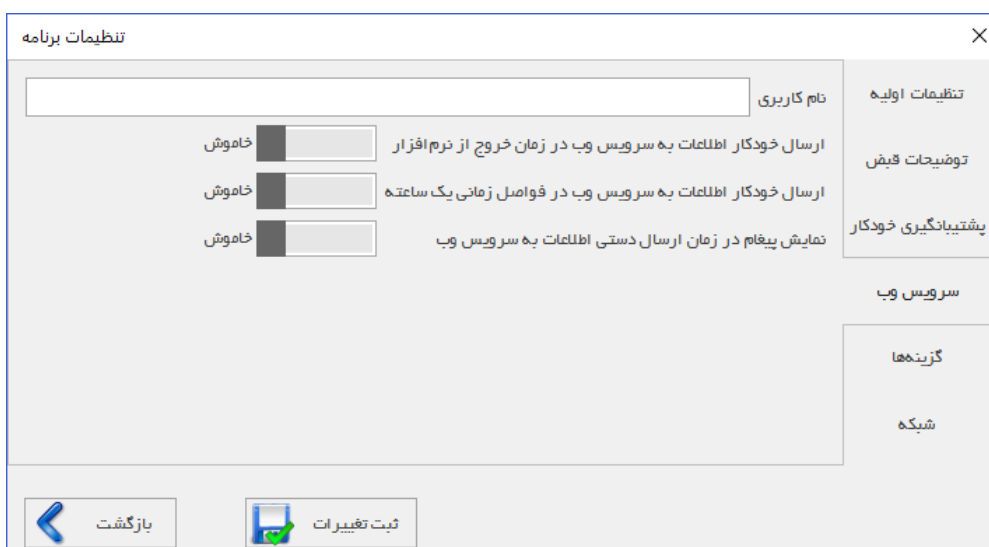 تنظیمات برنامه
تنظیمات اولیه
توضیحات قبض
پشتیبانگیری خودکار
سرویس وب
گزینه‌ها
شبکه
نام کاربری
ارسال خودکار اطلاعات به سرویس وب در زمان خروج از نرم افزار خاموش
ارسال خودکار اطلاعات به سرویس وب در فواصل زمانی یک ساعته خاموش
نمایش پیغام در زمان ارسال دستی اطلاعات به سرویس وب خاموش
ثبت تغییرات
بازگشت